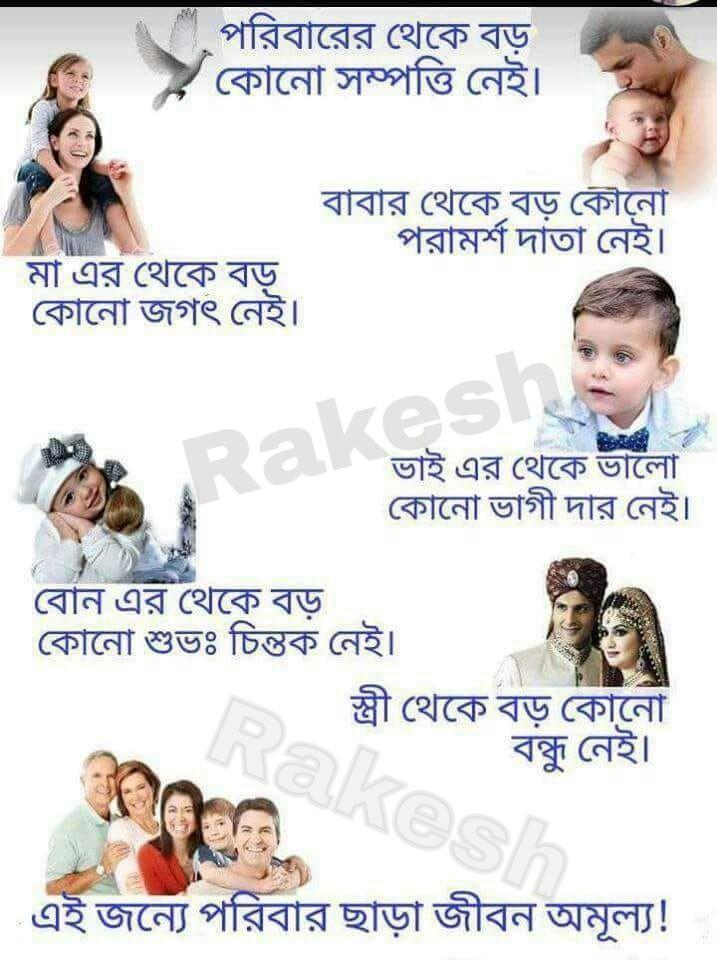 পরিবারের থেকে বড়
কোনো সম্পত্তি নেই।
বাবার থেকে বড় কোনো
পরামর্শ দাতা নেই।
মা এর থেকে বড়
কোনো জগৎ নেই।
Rakesh
ভাই এর থেকে ভালো
কোনো ভাগী দার নেই।
বোন এর থেকে বড়
কোনো শুভঃ চিন্তক নেই।
স্ত্রী থেকে বড় কোনো
বন্ধু নেই।
Rakesh
এই জন্যে পরিবার ছাড়া জীবন অমূল্য!